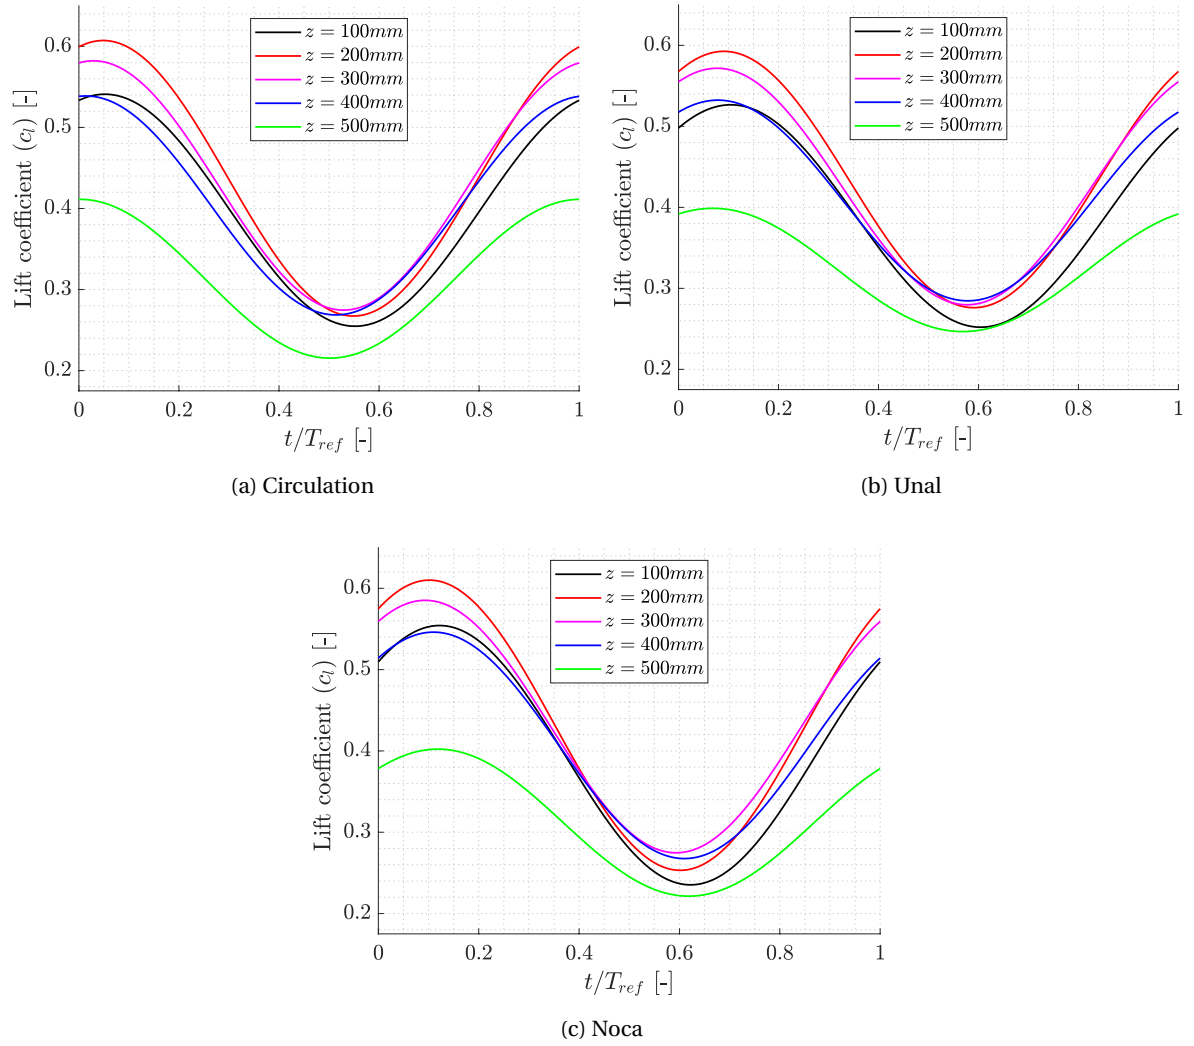 z = 100mm
z = 200mm
z = 300mm
z = 400mm
z = 500mm
Lift coefficient (c_l) [-]
0.6
0.5
0.4
0.3
0.2
0 0.2 0.4 0.6 0.8 1
t/T_ref [-]
(a) Circulation
z = 100mm
z = 200mm
z = 300mm
z = 400mm
z = 500mm
Lift coefficient (c_l) [-]
0.6
0.5
0.4
0.3
0.2
0 0.2 0.4 0.6 0.8 1
t/T_ref [-]
(b) Unal
z = 100mm
z = 200mm
z = 300mm
z = 400mm
z = 500mm
Lift coefficient (c_l) [-]
0.6
0.5
0.4
0.3
0.2
0 0.2 0.4 0.6 0.8 1
t/T_ref [-]
(c) Noca